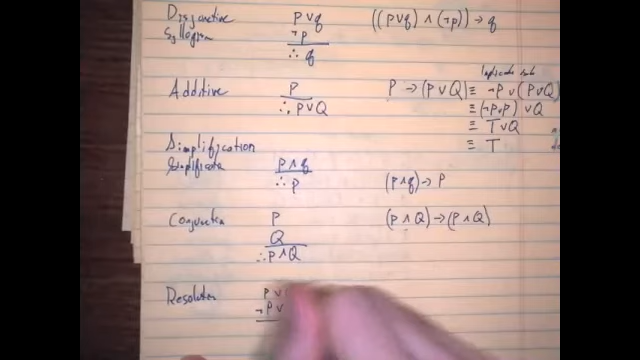 Disjunctive p∨q ((p∨q) ∧ (¬p)) → q
Syllogism ¬p
∴ q
Additive P P → (P∨Q) ≡ ¬P∨(P∨Q)
∴ P∨Q ≡ (¬P∨P) ∨Q
≡ T∨Q
Simplification ≡ T
p∧q
∴ p (p∧q) → P
Conjunction P (P∧Q) → (P∧Q)
Q
∴ P∧Q
Resolution P∨
¬P∨